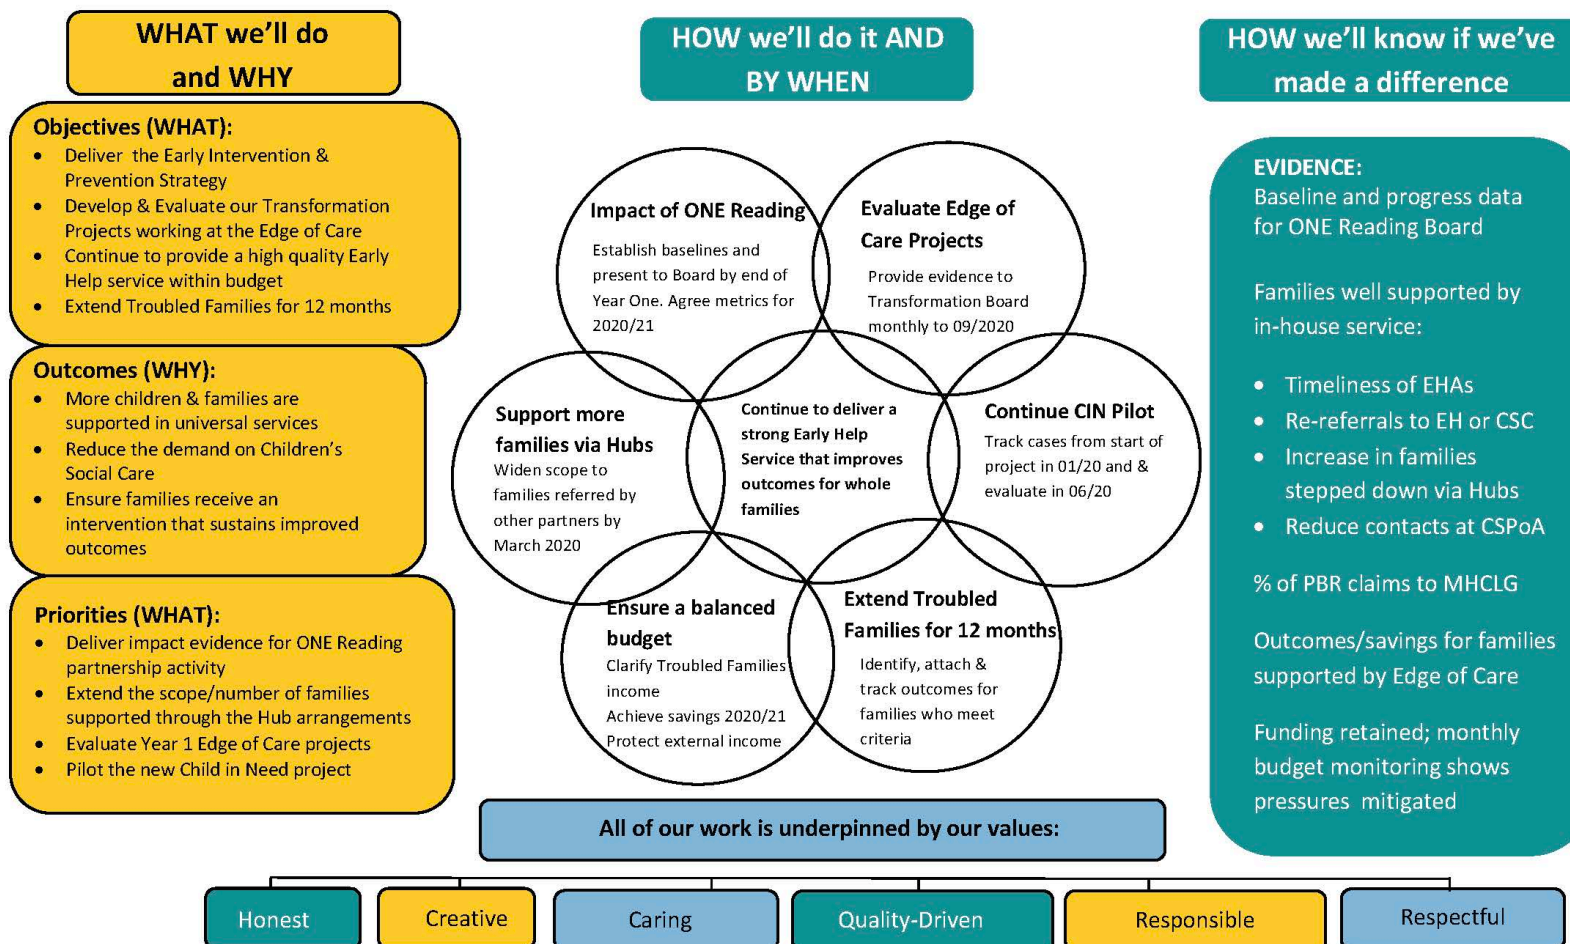 WHAT we'll do
and WHY
Objectives (WHAT):
• Deliver the Early Intervention &
Prevention Strategy
• Develop & Evaluate our Transformation
Projects working at the Edge of Care
• Continue to provide a high quality Early
Help service within budget
• Extend Troubled Families for 12 months
Outcomes (WHY):
• More children & families are
supported in universal services
• Reduce the demand on Children's
Social Care
• Ensure families receive an
intervention that sustains improved
outcomes
Priorities (WHAT):
• Deliver impact evidence for ONE Reading
partnership activity
• Extend the scope/number of families
supported through the Hub arrangements
• Evaluate Year 1 Edge of Care projects
• Pilot the new Child in Need project
HOW we'll do it AND
BY WHEN
Impact of ONE Reading
Establish baselines and
present to Board by end of
Year One. Agree metrics for
2020/21
Evaluate Edge of
Care Projects
Provide evidence to
Transformation Board
monthly to 09/2020
Support more
families via Hubs
Widen scope to
families referred by
other partners by
March 2020
Continue to deliver a
strong Early Help
Service that improves
outcomes for whole
families
Continue CIN Pilot
Track cases from start of
project in 01/20 and &
evaluate in 06/20
Ensure a balanced
budget
Clarify Troubled Families
income
Achieve savings 2020/21
Protect external income
Extend Troubled
Families for 12 months
Identify, attach &
track outcomes for
families who meet
criteria
HOW we'll know if we've
made a difference
EVIDENCE:
Baseline and progress data
for ONE Reading Board
Families well supported by
in-house service:
• Timeliness of EHAs
• Re-referrals to EH or CSC
• Increase in families
stepped down via Hubs
• Reduce contacts at CSPoA
% of PBR claims to MHCLG
Outcomes/savings for families
supported by Edge of Care
Funding retained; monthly
budget monitoring shows
pressures mitigated
All of our work is underpinned by our values:
Honest
Creative
Caring
Quality-Driven
Responsible
Respectful